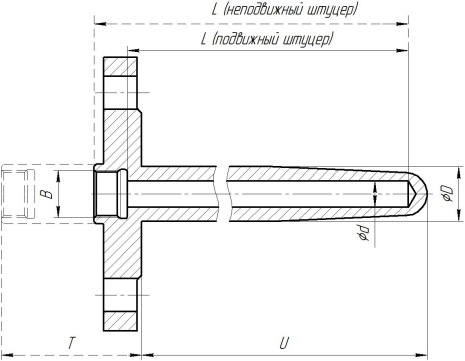 L (неподвижный штуцер)
L (подвижный штуцер)
B
ϕd
ϕD
T
U